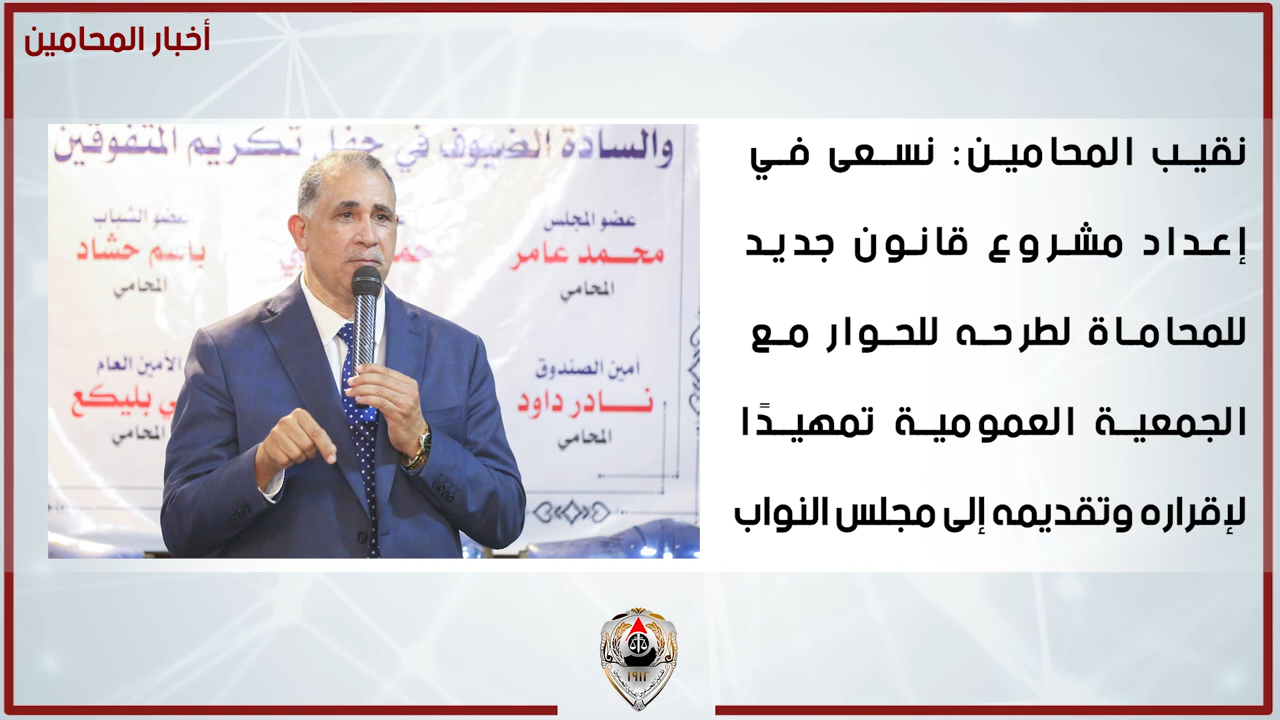 أخبار المحامين
نقيب المحامين: نسعى في
إعداد مشروع قانون جديد
للمحاماة لطرحه للحوار مع
الجمعية العمومية تمهيدًا
لإقراره وتقديمه إلى مجلس النواب
والسادة الضيوف في حفل تكريم المتفوقين
عضو المجلس
محمد عامر
المحامي
عضو الشباب
باسم حشاد
المحامي
أمين الصندوق
نادر داود
المحامي
الأمين العام
بليكع
١٩١٢